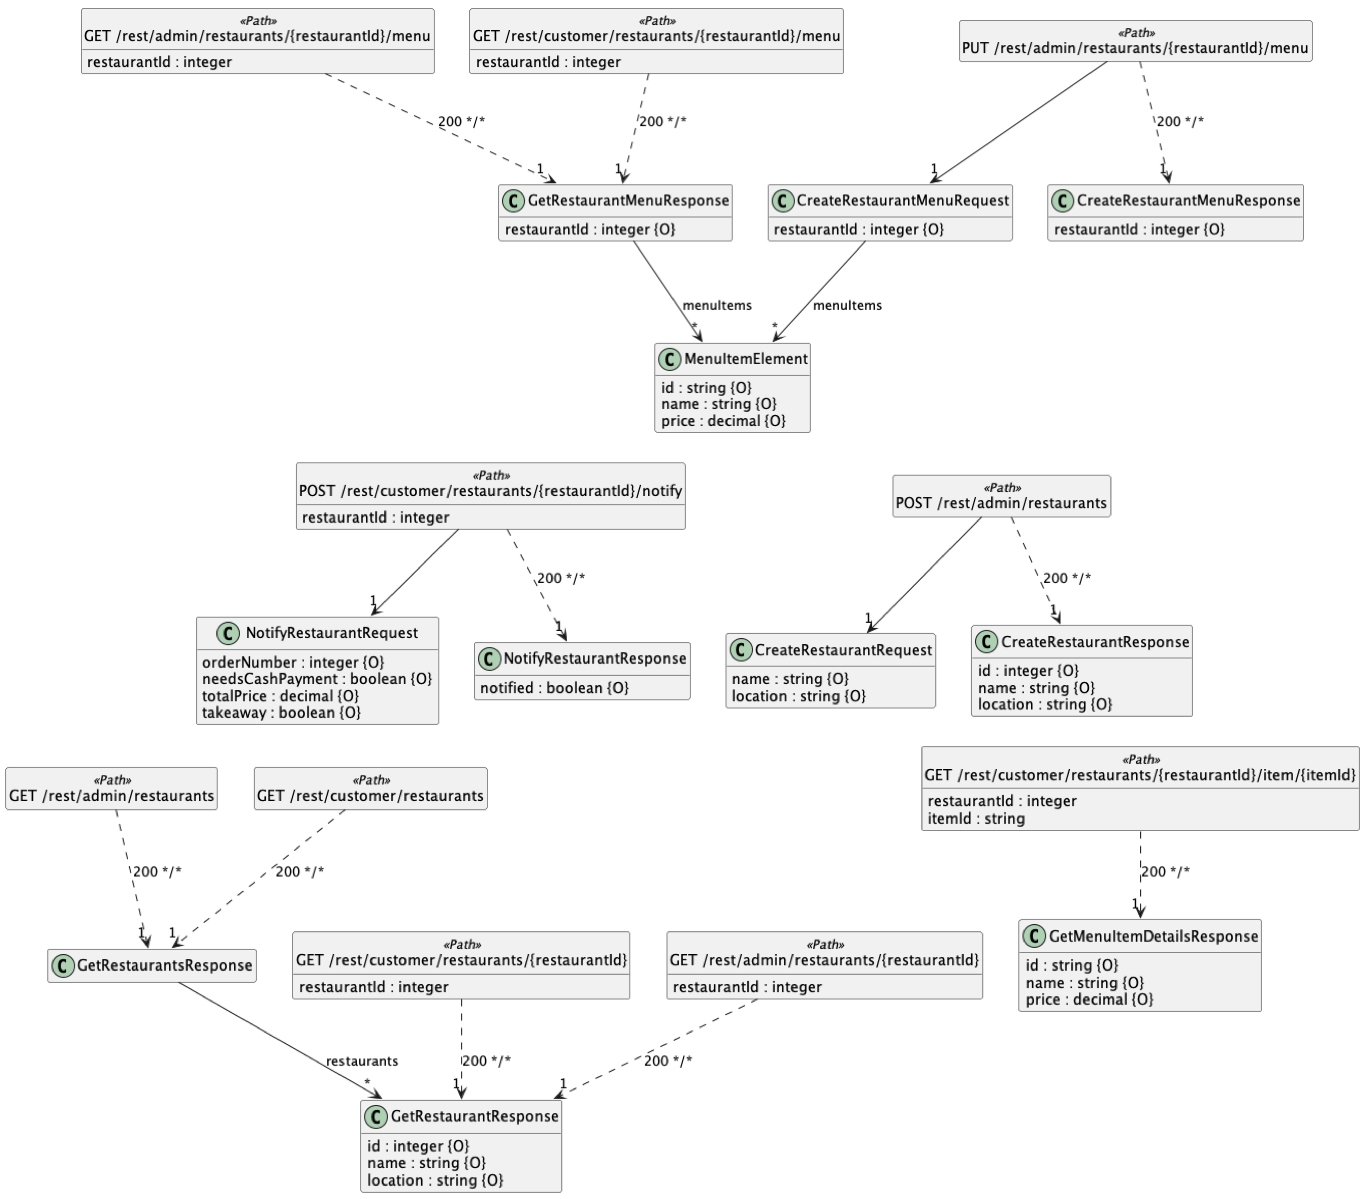 «Path»
GET /rest/admin/restaurants/{restaurantId}/menu
restaurantId : integer
«Path»
GET /rest/customer/restaurants/{restaurantId}/menu
restaurantId : integer
«Path»
PUT /rest/admin/restaurants/{restaurantId}/menu
200 */*
200 */*
200 */*
1
1
1
1
C GetRestaurantMenuResponse
restaurantId : integer {O}
C CreateRestaurantMenuRequest
restaurantId : integer {O}
C CreateRestaurantMenuResponse
restaurantId : integer {O}
menuItems
menuItems
*
*
C MenuItemElement
id : string {O}
name : string {O}
price : decimal {O}
«Path»
POST /rest/customer/restaurants/{restaurantId}/notify
restaurantId : integer
«Path»
POST /rest/admin/restaurants
200 */*
200 */*
1
1
1
1
C NotifyRestaurantRequest
orderNumber : integer {O}
needsCashPayment : boolean {O}
totalPrice : decimal {O}
takeaway : boolean {O}
C NotifyRestaurantResponse
notified : boolean {O}
C CreateRestaurantRequest
name : string {O}
location : string {O}
C CreateRestaurantResponse
id : integer {O}
name : string {O}
location : string {O}
«Path»
GET /rest/admin/restaurants
«Path»
GET /rest/customer/restaurants
«Path»
GET /rest/customer/restaurants/{restaurantId}/item/{itemId}
restaurantId : integer
itemId : string
200 */*
200 */*
200 */*
1
1
1
C GetRestaurantsResponse
«Path»
GET /rest/customer/restaurants/{restaurantId}
restaurantId : integer
«Path»
GET /rest/admin/restaurants/{restaurantId}
restaurantId : integer
C GetMenuItemDetailsResponse
id : string {O}
name : string {O}
price : decimal {O}
restaurants
200 */*
200 */*
*
1
1
C GetRestaurantResponse
id : integer {O}
name : string {O}
location : string {O}